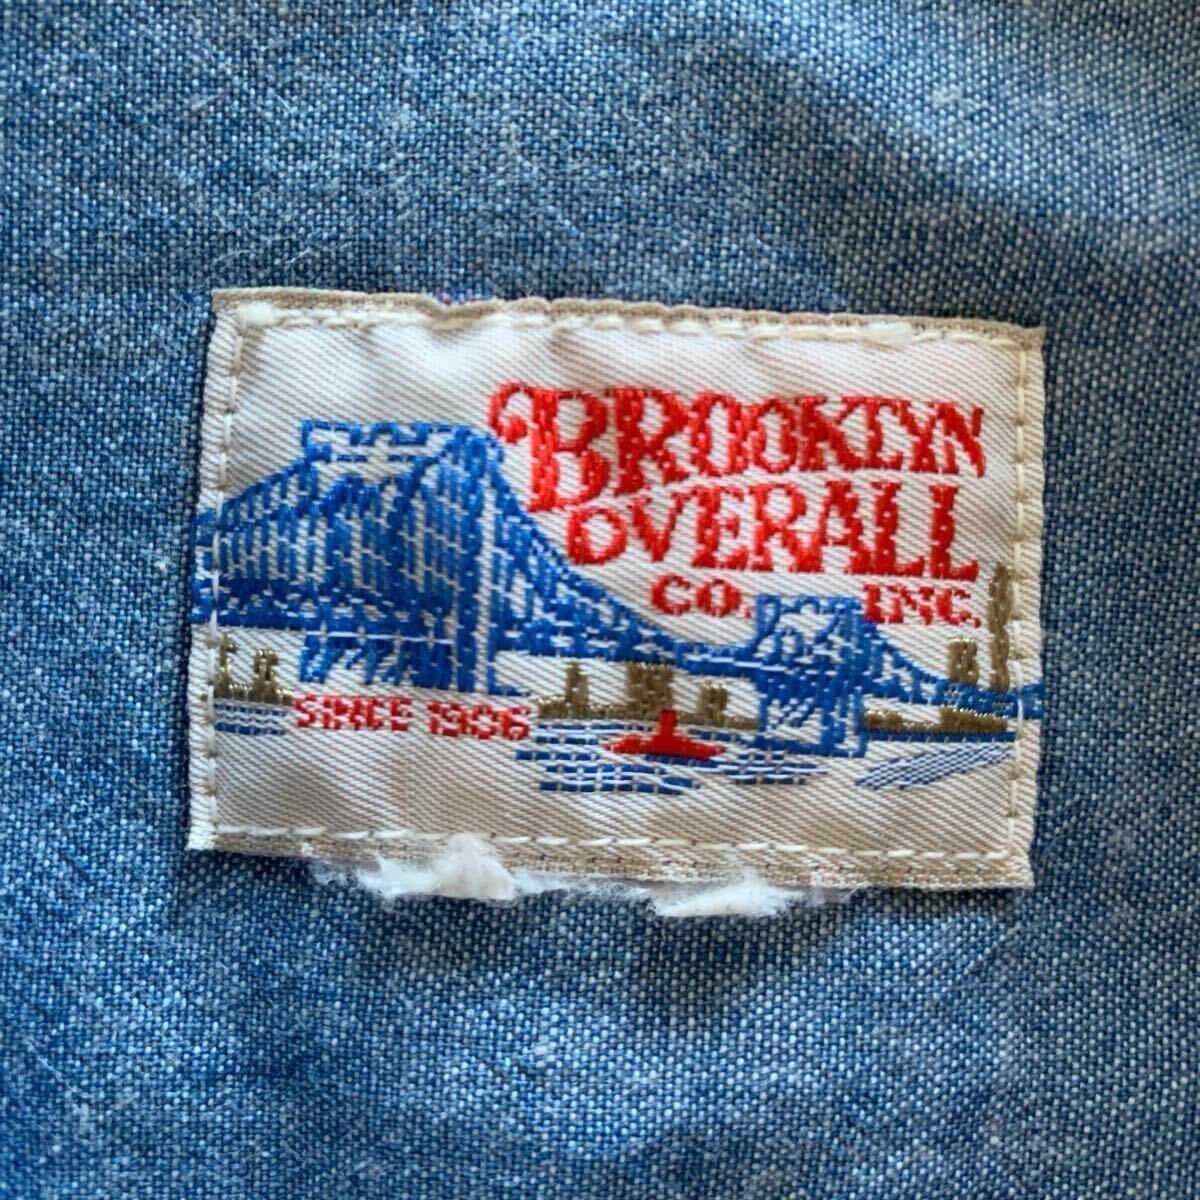 BROOKLYN
OVERALL
CO. INC.
SINCE 1906